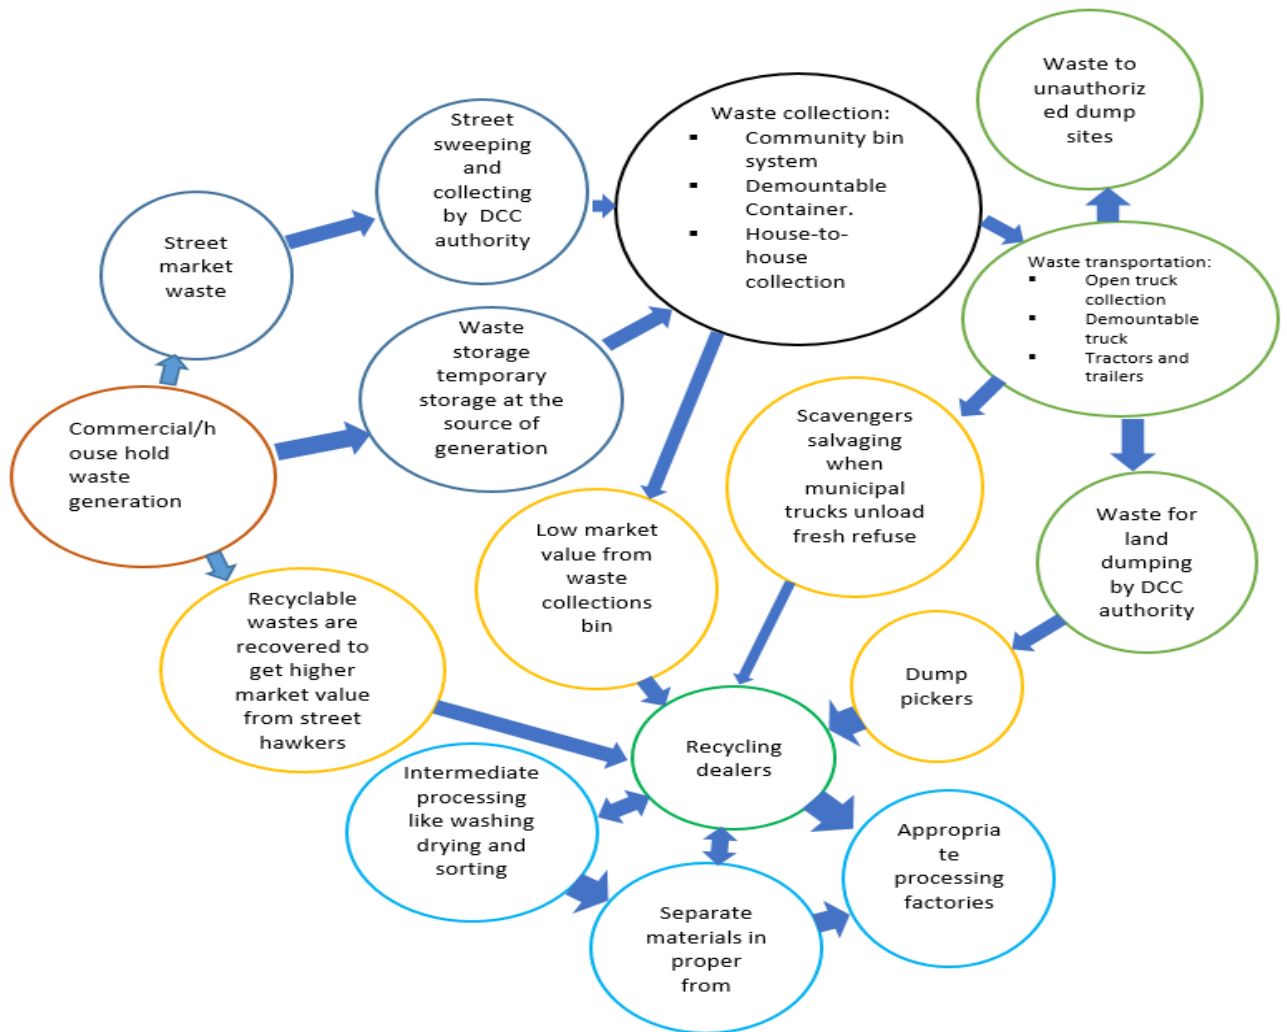 Waste to
unauthoriz
ed dump
sites
Waste collection:
▪ Community bin
system
▪ Demountable
Container.
▪ House-to-
house
collection
Street
sweeping
and
collecting
by DCC
authority
Street
market
waste
Waste transportation:
▪ Open truck
collection
▪ Demountable
truck
▪ Tractors and
trailers
Waste
storage
temporary
storage at the
source of
generation
Commercial/h
ouse hold
waste
generation
Scavengers
salvaging
when
municipal
trucks unload
fresh refuse
Waste for
land
dumping
by DCC
authority
Low market
value from
waste
collections
bin
Recyclable
wastes are
recovered to
get higher
market value
from street
hawkers
Dump
pickers
Recycling
dealers
Intermediate
processing
like washing
drying and
sorting
Appropria
te
processing
factories
Separate
materials in
proper
from